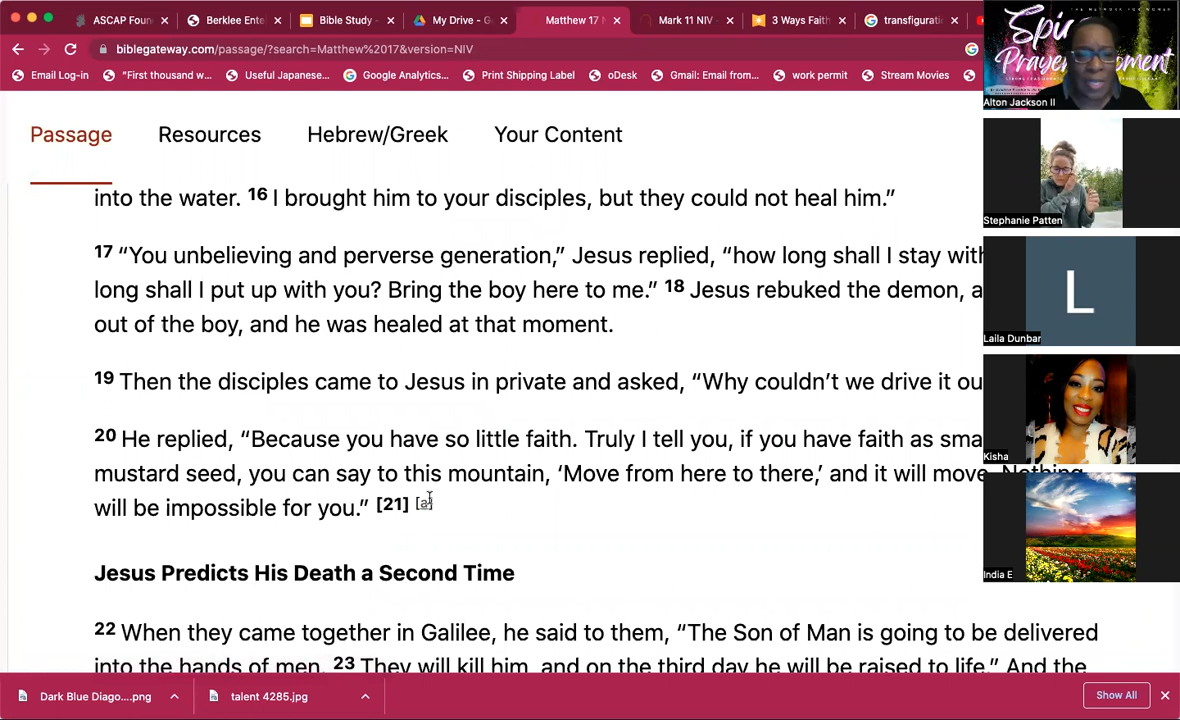 ASCAP Foun
Berklee Ente
Bible Study -
My Drive - G
Matthew 17 N
Mark 11 NIV -
3 Ways Faith
transfigurati
biblegateway.com/passage/?search=Matthew%2017&version=NIV
Email Log-in
"First thousand w...
Useful Japanese...
Google Analytics...
Print Shipping Label
oDesk
Gmail: Email from...
work permit
Stream Movies
Passage
Resources
Hebrew/Greek
Your Content
into the water. 16 I brought him to your disciples, but they could not heal him.”
17 “You unbelieving and perverse generation,” Jesus replied, “how long shall I stay with
long shall I put up with you? Bring the boy here to me.” 18 Jesus rebuked the demon, a
out of the boy, and he was healed at that moment.
19 Then the disciples came to Jesus in private and asked, “Why couldn’t we drive it ou
20 He replied, “Because you have so little faith. Truly I tell you, if you have faith as sma
mustard seed, you can say to this mountain, ‘Move from here to there,’ and it will move. Nothing
will be impossible for you.” [21] [a]
Jesus Predicts His Death a Second Time
22 When they came together in Galilee, he said to them, “The Son of Man is going to be delivered
into the hands of men. 23 They will kill him, and on the third day he will be raised to life.” And the
Alton Jackson II
Stephanie Patten
L
Laila Dunbar
Kisha
India E
Dark Blue Diago....png
talent 4285.jpg
Show All